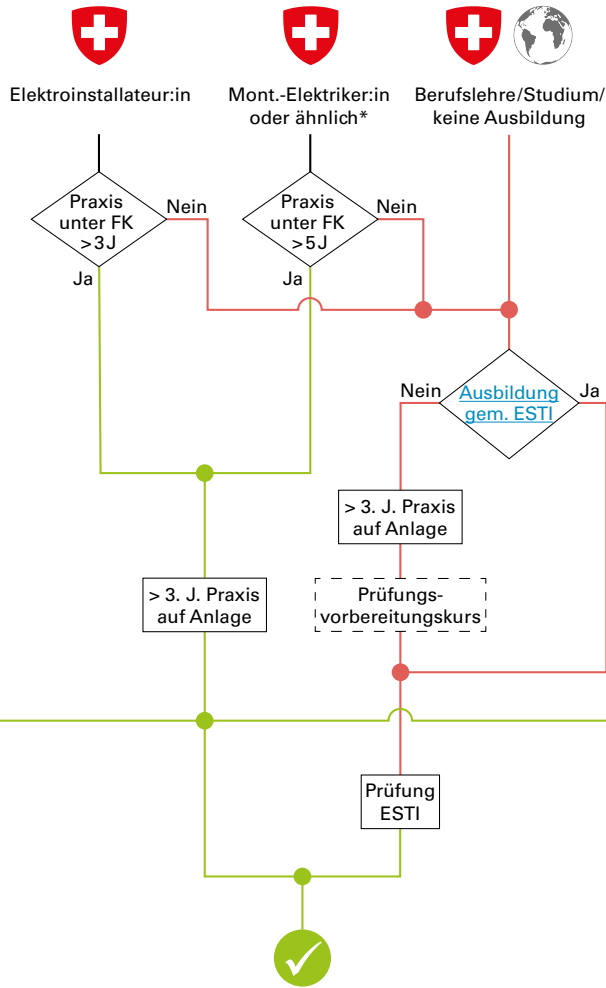 Elektroinstallateur:in
Mont.-Elektriker:in
oder ähnlich*
Berufslehre/Studium/
keine Ausbildung
Praxis
unter FK
>3J
Nein
Ja
Praxis
unter FK
>5J
Nein
Ja
Nein
Ausbildung
gem. ESTI
Ja
> 3. J. Praxis
auf Anlage
> 3. J. Praxis
auf Anlage
Prüfungs-
vorbereitungskurs
Prüfung
ESTI